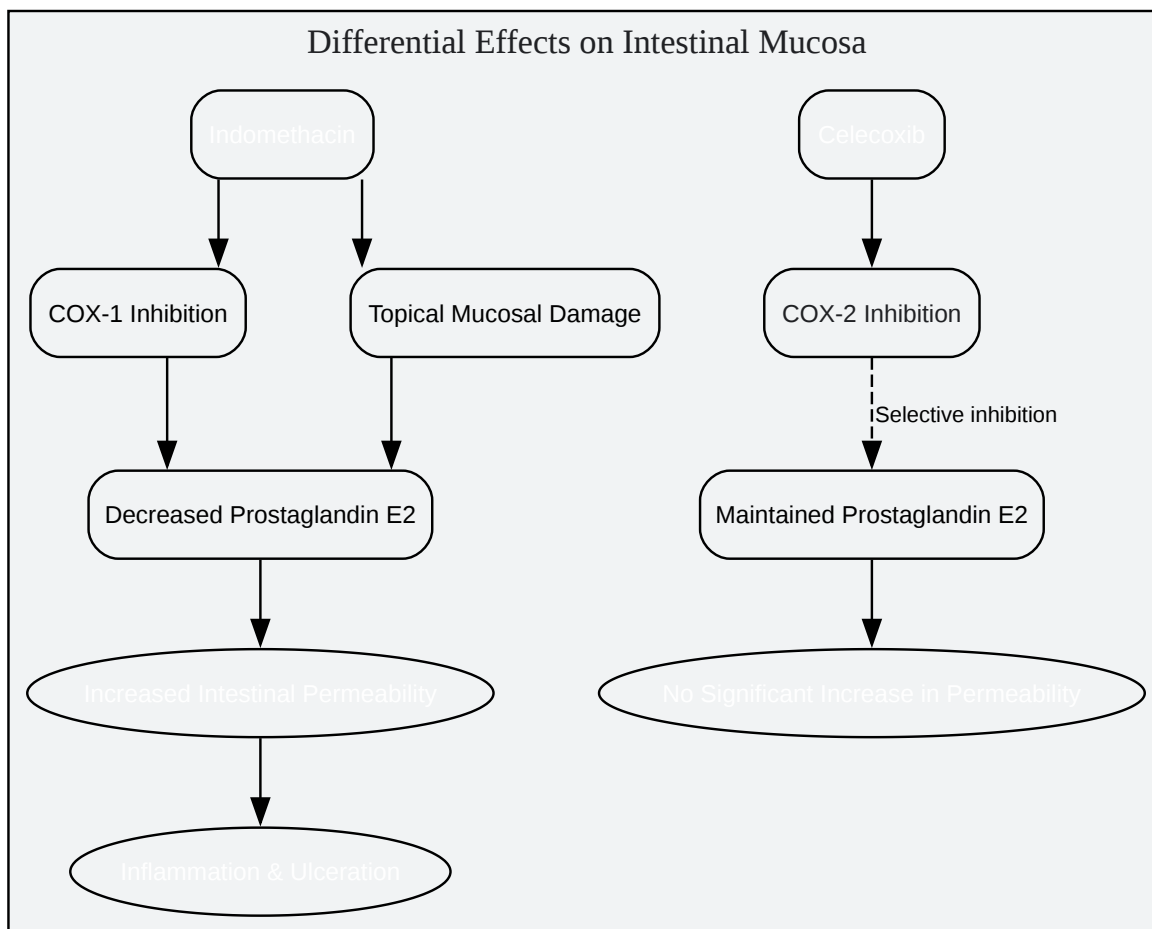 Differential Effects on Intestinal Mucosa
Indomethacin
Celecoxib
COX-1 Inhibition
Topical Mucosal Damage
COX-2 Inhibition
Selective inhibition
Decreased Prostaglandin E2
Maintained Prostaglandin E2
Increased Intestinal Permeability
No Significant Increase in Permeability
Inflammation & Ulceration